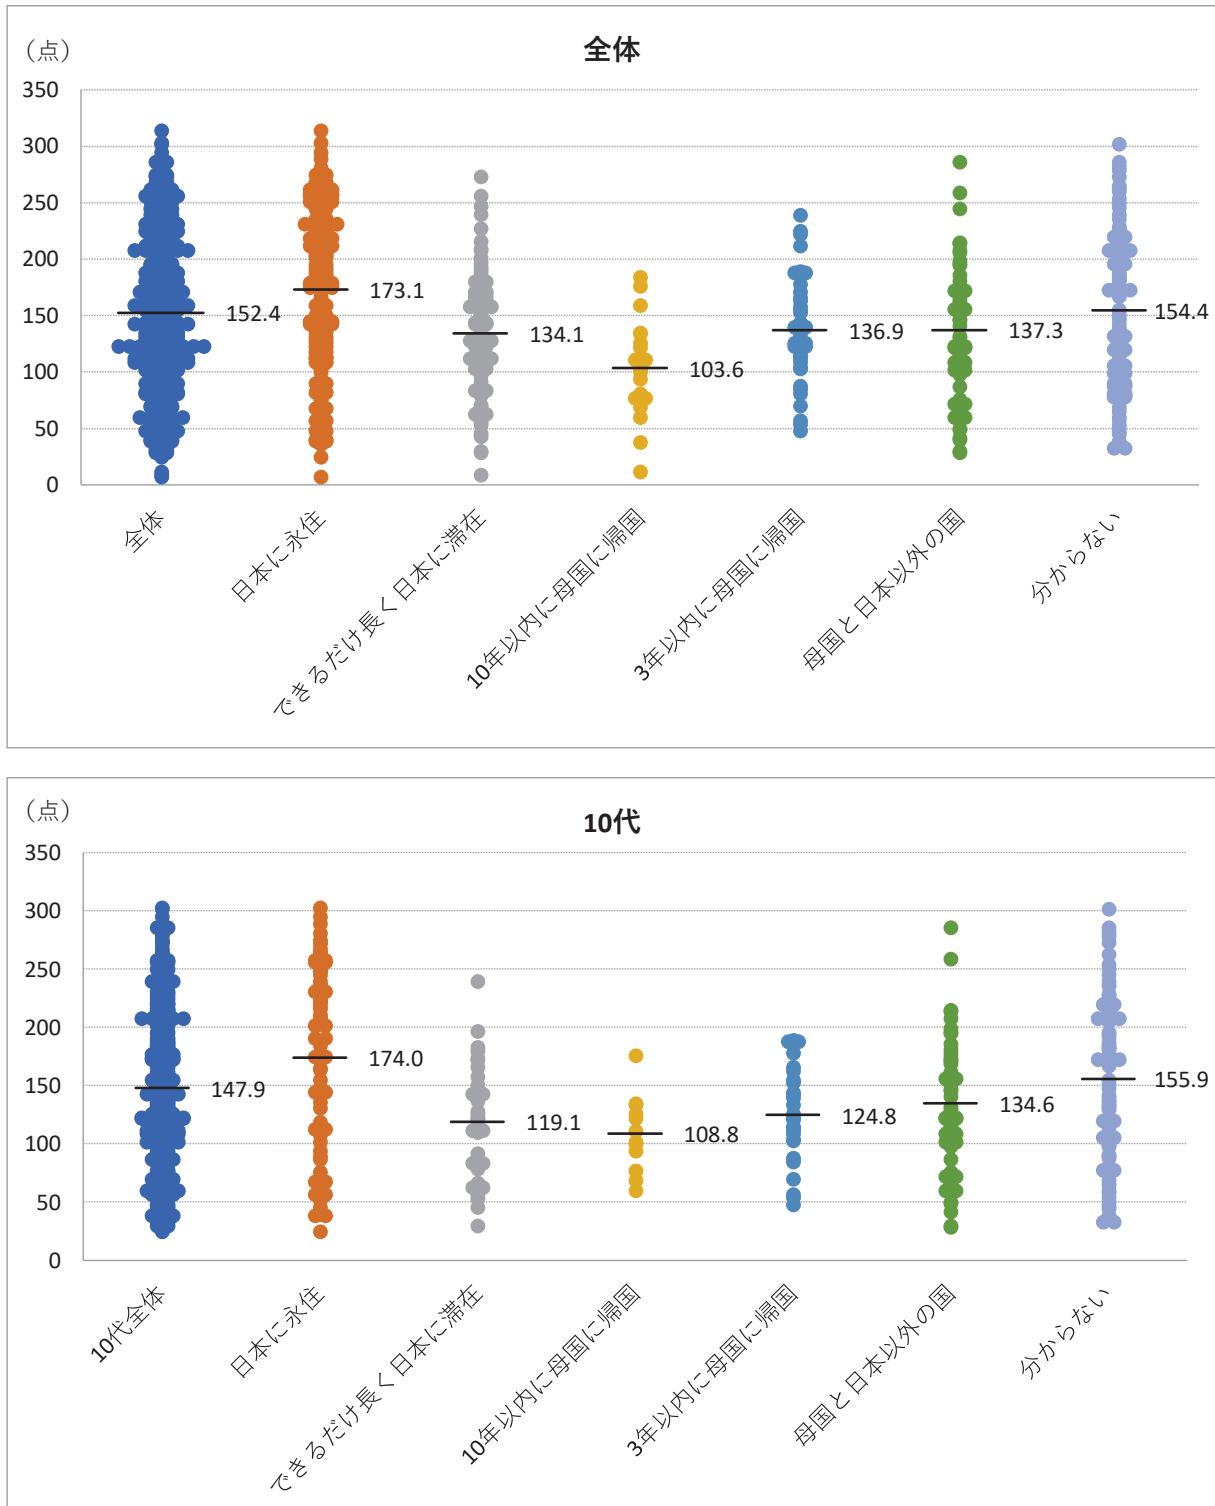 （点）
全体
350
300
250
200
150
100
50
0
152.4
173.1
134.1
103.6
136.9
137.3
154.4
全体
日本に永住
できるだけ長く日本に滞在
10年以内に母国に帰国
3年以内に母国に帰国
母国と日本以外の国
分からない
（点）
10代
350
300
250
200
150
100
50
0
147.9
174.0
119.1
108.8
124.8
134.6
155.9
10代全体
日本に永住
できるだけ長く日本に滞在
10年以内に母国に帰国
3年以内に母国に帰国
母国と日本以外の国
分からない